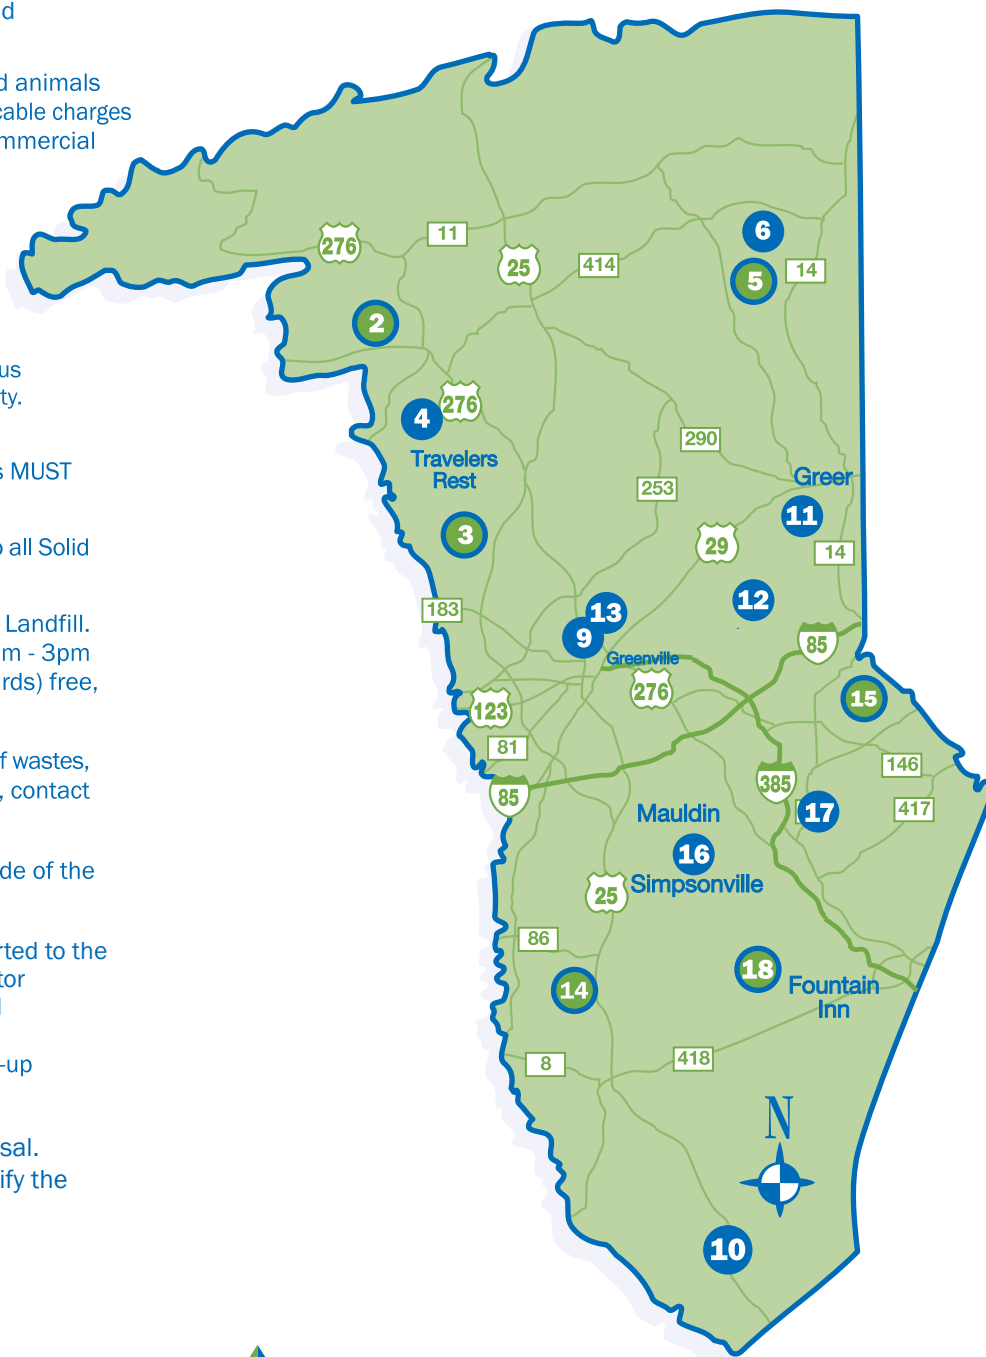 d
d animals
cable charges
mmercial
us
ty.
s MUST
o all Solid
Landfill.
m - 3pm
rds) free,
f wastes,
, contact
de of the
rted to the
tor
l
-up
sal.
ify the
6
11
276
25
414
14
5
2
276
4
290
Travelers
Rest
Greer
253
11
3
29
14
12
183
13
9
85
Greenville
276
15
123
81
146
385
85
417
17
Mauldin
16
Simpsonville
25
86
18
14
Fountain
Inn
418
8
N
10